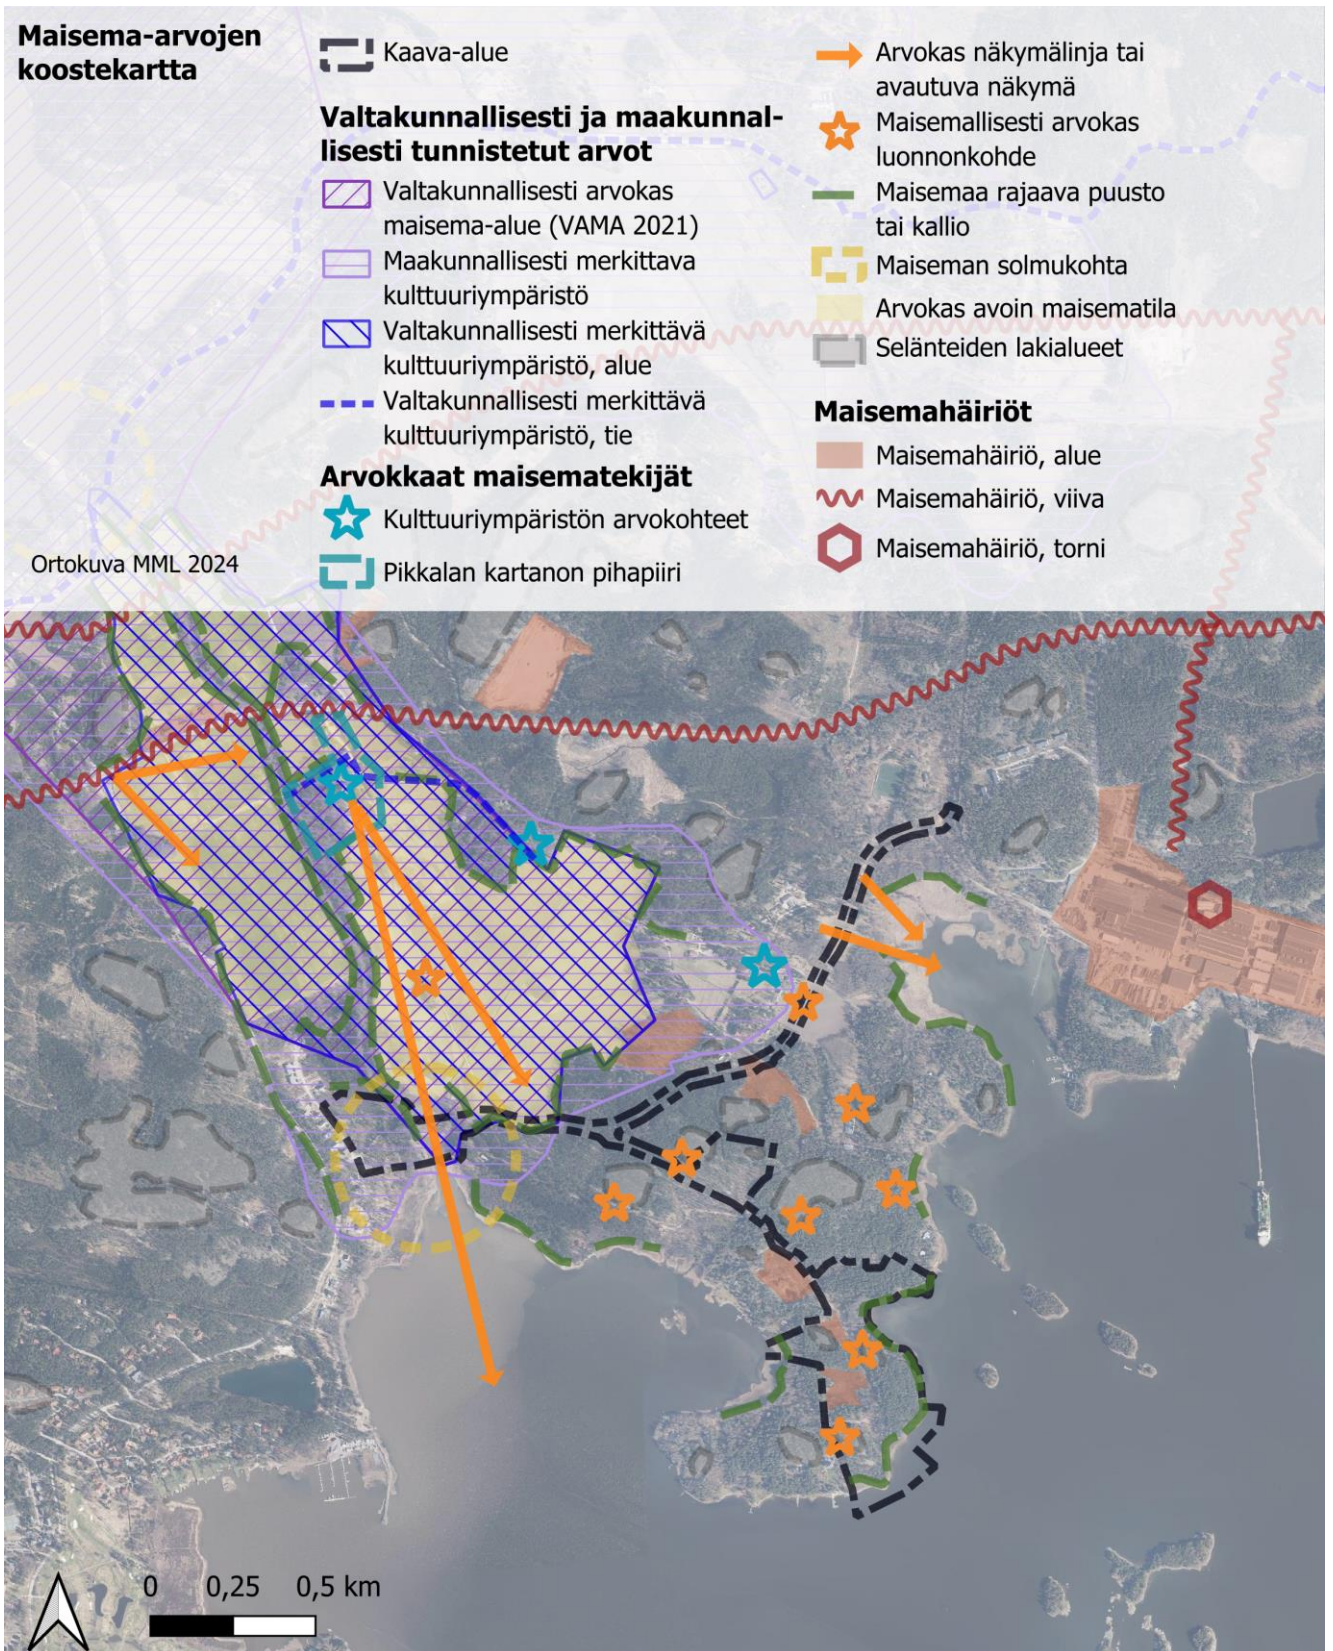 Maisema-arvojen
koostekartta
Ortokuva MML 2024
Kaava-alue
Valtakunnallisesti ja maakunnal-
lisesti tunnistetut arvot
Valtakunnallisesti arvokas
maisema-alue (VAMA 2021)
Maakunnallisesti merkittava
kulttuuriympäristö
Valtakunnallisesti merkittävä
kulttuuriympäristö, alue
Valtakunnallisesti merkittävä
kulttuuriympäristö, tie
Arvokkaat maisematekijät
Kulttuuriympäristön arvokohteet
Pikkalan kartanon pihapiiri
Arvokas näkymälinja tai
avautuva näkymä
Maisemallisesti arvokas
luonnonkohde
Maisemaa rajaava puusto
tai kallio
Maiseman solmukohta
Arvokas avoin maisematila
Selänteiden lakialueet
Maisemahäiriöt
Maisemahäiriö, alue
Maisemahäiriö, viiva
Maisemahäiriö, torni
0 0,25 0,5 km